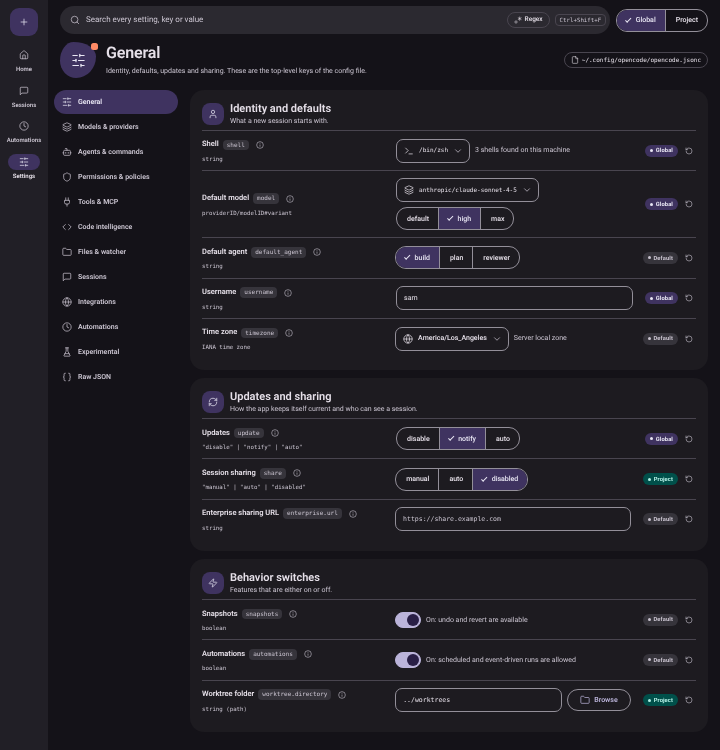 Search every setting, key or value
.* Regex
Ctrl+Shift+F
Global
Project
Home
Sessions
Automations
Settings
General
Identity, defaults, updates and sharing. These are the top-level keys of the config file.
~/.config/opencode/opencode.jsonc
General
Models & providers
Agents & commands
Permissions & policies
Tools & MCP
Code intelligence
Files & watcher
Sessions
Integrations
Automations
Experimental
Raw JSON
Identity and defaults
What a new session starts with.
Shell shell
string
/bin/zsh
3 shells found on this machine
Global
Default model model
providerID/modelID#variant
anthropic/claude-sonnet-4-5
default high max
Global
Default agent default_agent
string
build plan reviewer
Default
Username username
string
sam
Global
Time zone timezone
IANA time zone
America/Los_Angeles
Server local zone
Default
Updates and sharing
How the app keeps itself current and who can see a session.
Updates update
"disable" | "notify" | "auto"
disable notify auto
Global
Session sharing share
"manual" | "auto" | "disabled"
manual auto disabled
Project
Enterprise sharing URL enterprise.url
string
https://share.example.com
Default
Behavior switches
Features that are either on or off.
Snapshots snapshots
boolean
On: undo and revert are available
Default
Automations automations
boolean
On: scheduled and event-driven runs are allowed
Default
Worktree folder worktree.directory
string (path)
../worktrees
Browse
Project